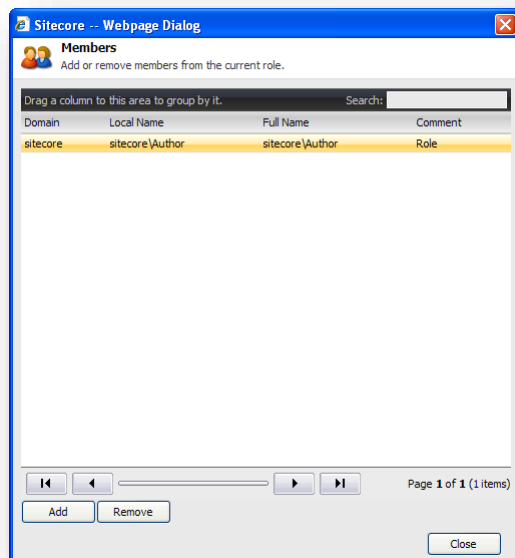 Sitecore -- Webpage Dialog
Members
Add or remove members from the current role.
Drag a column to this area to group by it. Search:
Domain Local Name Full Name Comment
sitecore sitecore\Author sitecore\Author Role
Page 1 of 1 (1 items)
Add Remove
Close